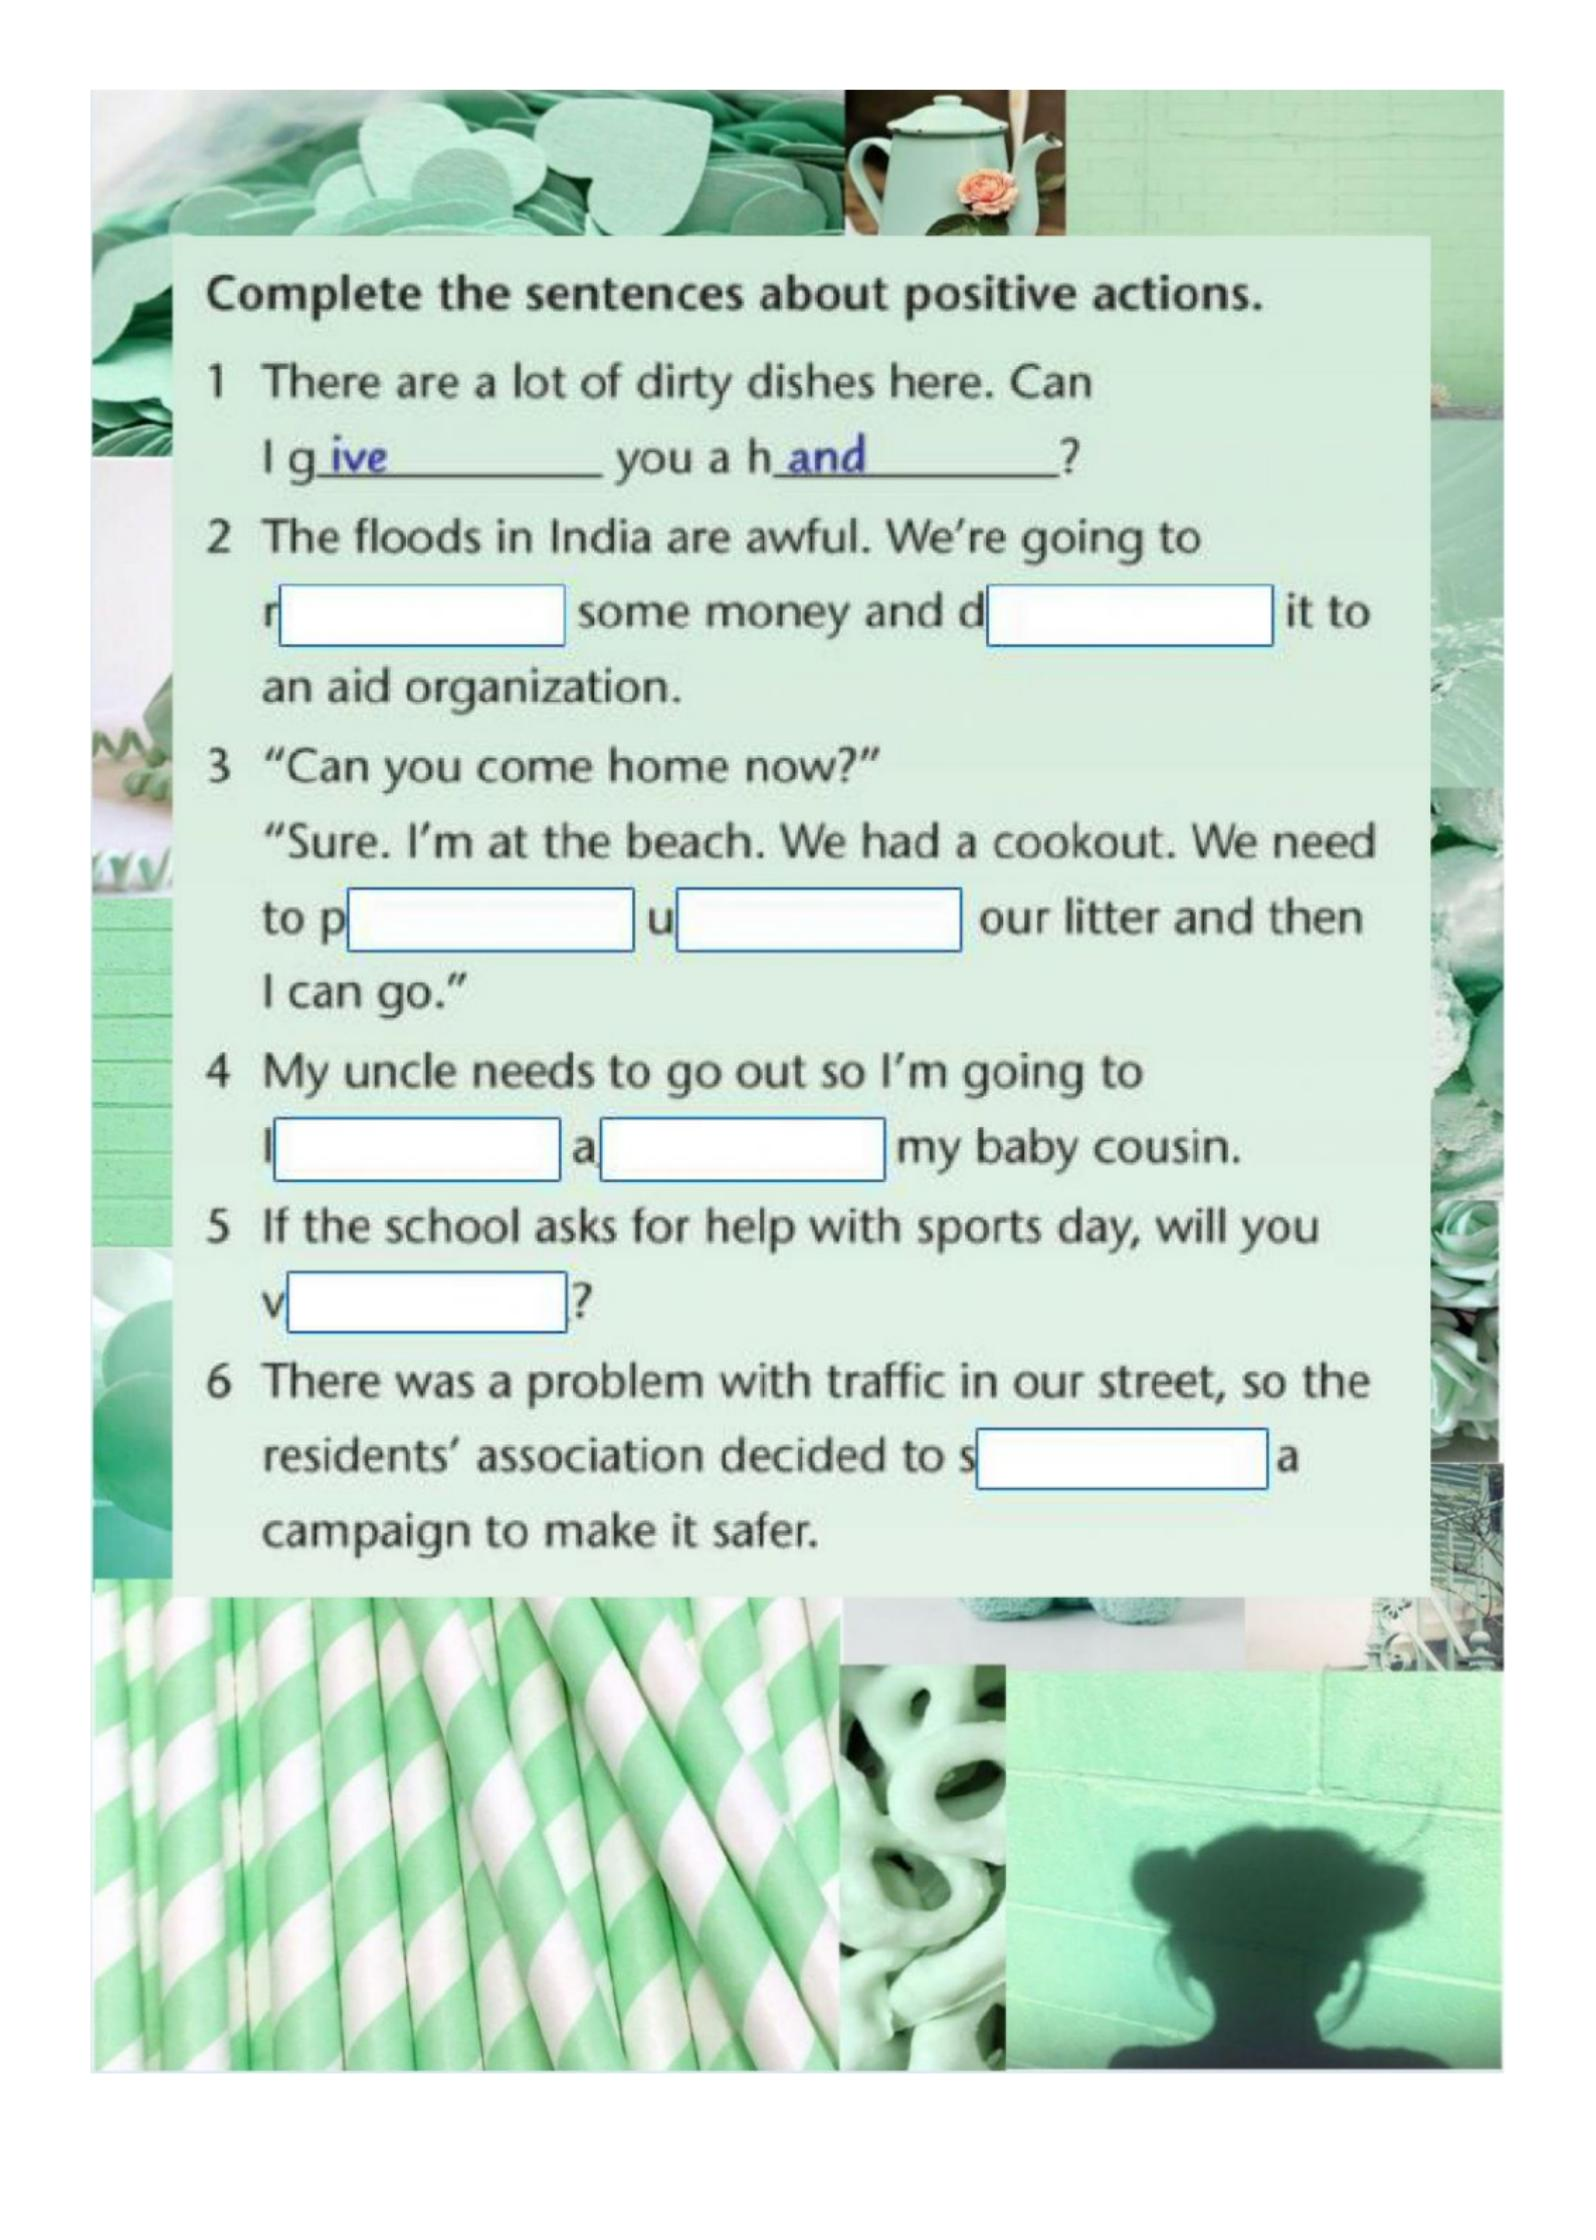 Complete the sentences about positive actions.
1 There are a lot of dirty dishes here. Can
I g ive you a h and ?
2 The floods in India are awful. We're going to
r some money and d it to
an aid organization.
3 "Can you come home now?"
"Sure. I'm at the beach. We had a cookout. We need
to p u our litter and then
I can go."
4 My uncle needs to go out so I'm going to
l a my baby cousin.
5 If the school asks for help with sports day, will you
v ?
6 There was a problem with traffic in our street, so the
residents' association decided to s a
campaign to make it safer.